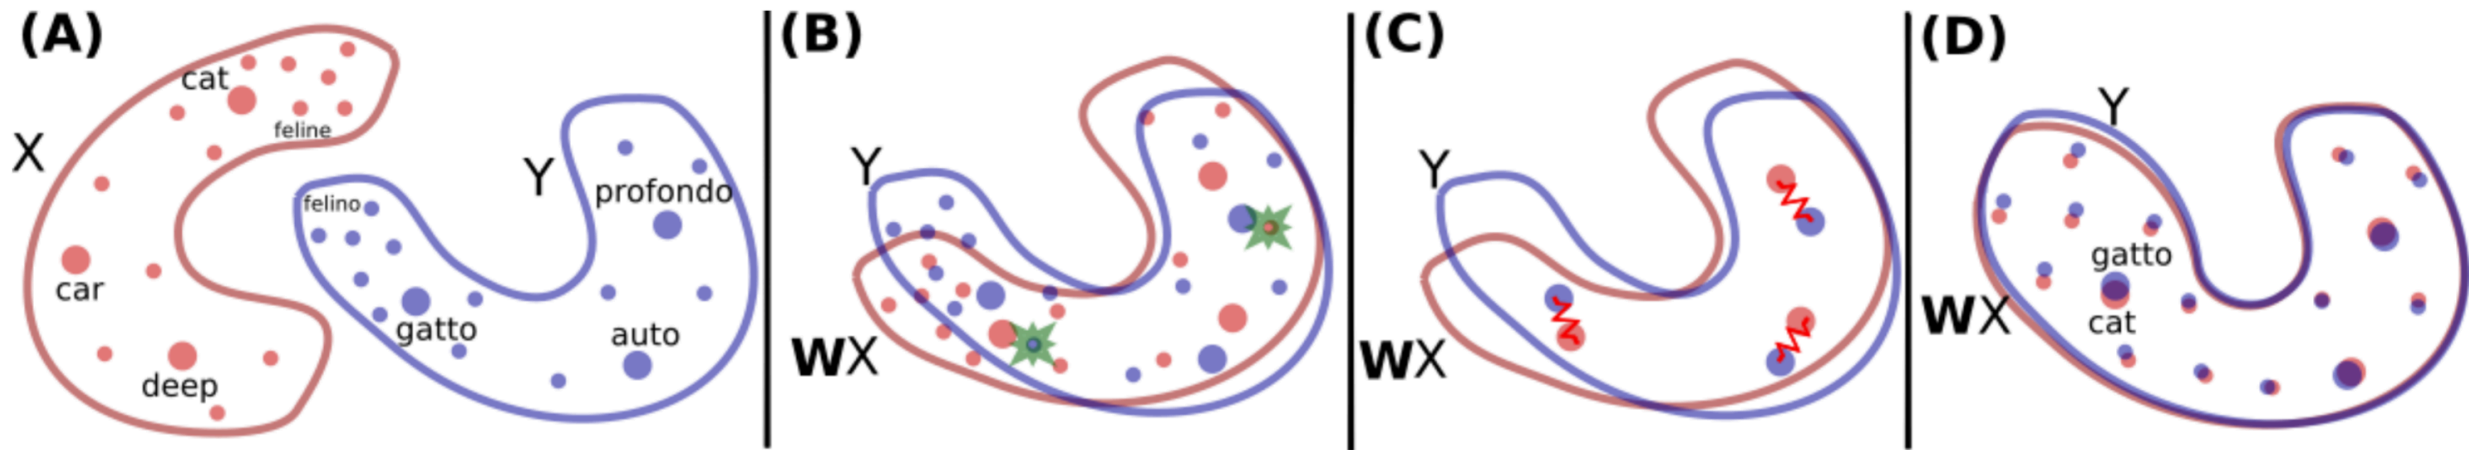 (A)
cat
feline
X
car
deep
Y
felino
profondo
gatto
auto
(B)
Y
WX
(C)
Y
WX
(D)
Y
gatto
WX
cat